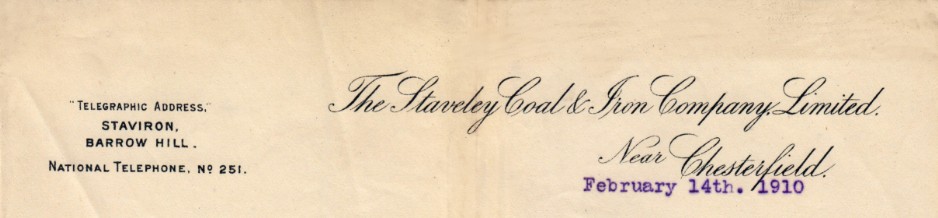 "Telegraphic Address,"
STAVIRON,
BARROW HILL.
National Telephone, Nº 251.
The Staveley Coal & Iron Company, Limited.
Near Chesterfield.
February 14th. 1910